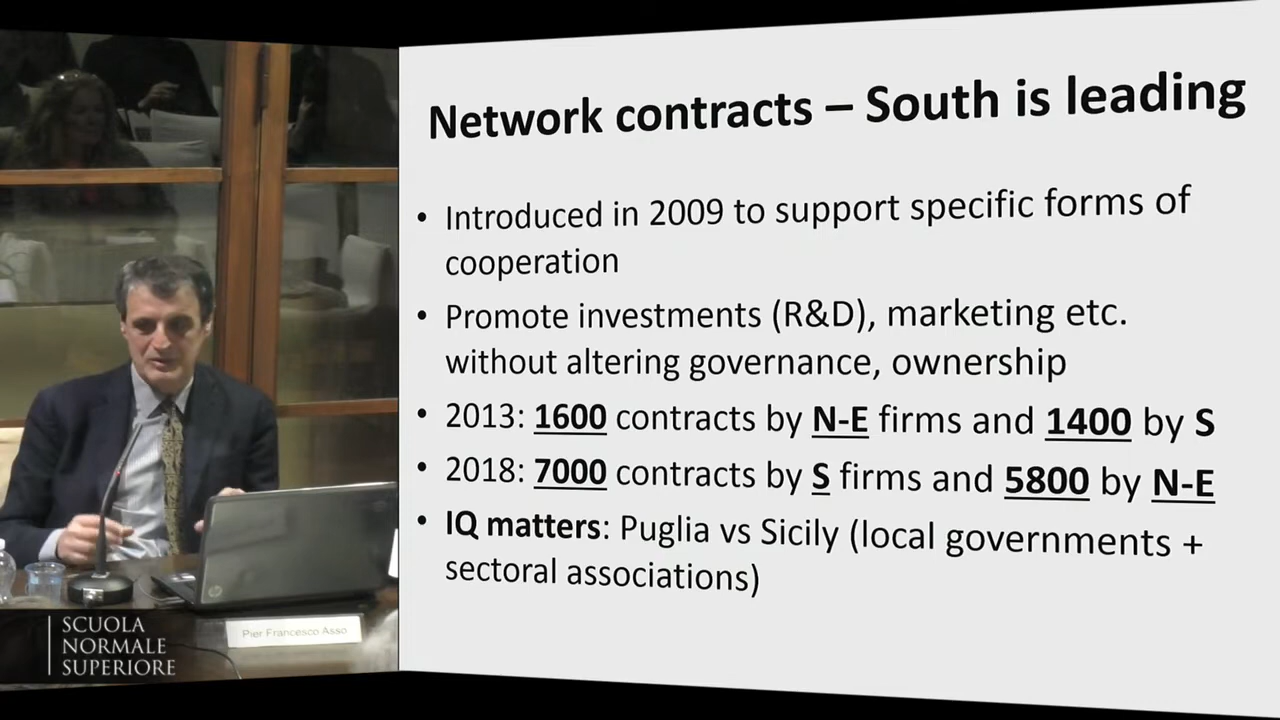 Network contracts – South is leading
• Introduced in 2009 to support specific forms of
cooperation
• Promote investments (R&D), marketing etc.
without altering governance, ownership
• 2013: 1600 contracts by N-E firms and 1400 by S
• 2018: 7000 contracts by S firms and 5800 by N-E
• IQ matters: Puglia vs Sicily (local governments +
sectoral associations)
Pier Francesco Asso
SCUOLA
NORMALE
SUPERIORE